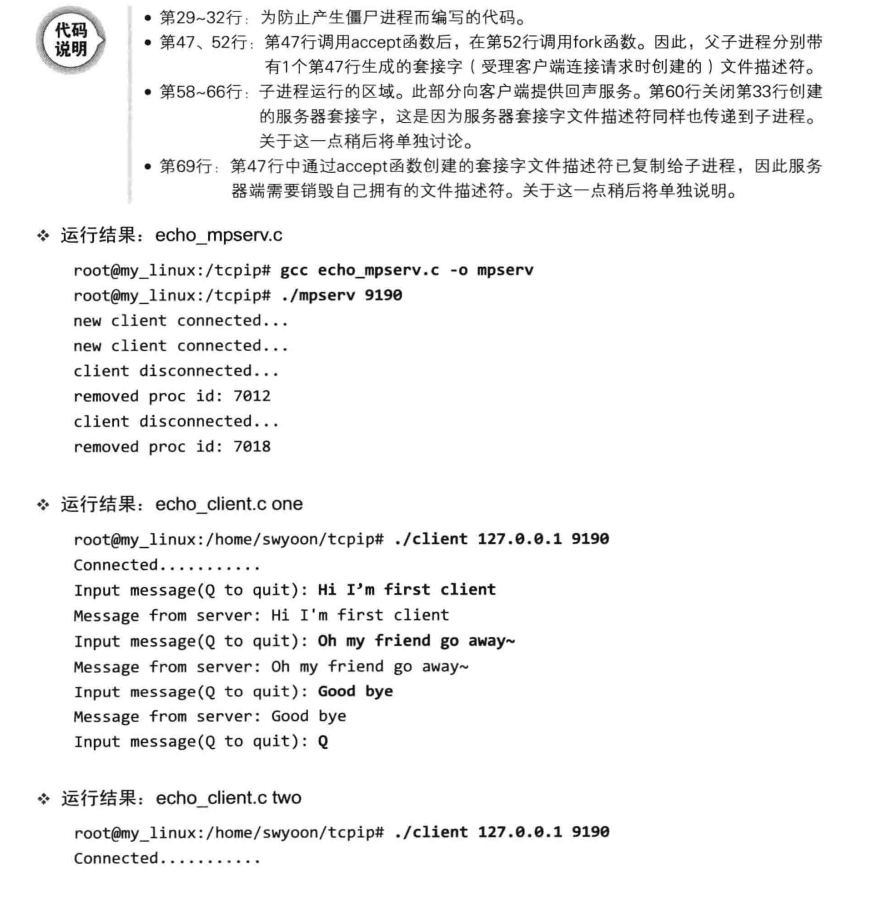 代码
说明
• 第29~32行：为防止产生僵尸进程而编写的代码。
• 第47、52行：第47行调用accept函数后，在第52行调用fork函数。因此，父子进程分别带
有1个第47行生成的套接字（受理客户端连接请求时创建的）文件描述符。
• 第58~66行：子进程运行的区域。此部分向客户端提供回声服务。第60行关闭第33行创建
的服务器套接字，这是因为服务器套接字文件描述符同样也传递到子进程。
关于这一点稍后将单独讨论。
• 第69行：第47行中通过accept函数创建的套接字文件描述符已复制给子进程，因此服务
器端需要销毁自己拥有的文件描述符。关于这一点稍后将单独说明。
❖ 运行结果：echo_mpserv.c
root@my_linux:/tcpip# gcc echo_mpserv.c -o mpserv
root@my_linux:/tcpip# ./mpserv 9190
new client connected...
new client connected...
client disconnected...
removed proc id: 7012
client disconnected...
removed proc id: 7018
❖ 运行结果：echo_client.c one
root@my_linux:/home/swyoon/tcpip# ./client 127.0.0.1 9190
Connected...........
Input message(Q to quit): Hi I’m first client
Message from server: Hi I'm first client
Input message(Q to quit): Oh my friend go away~
Message from server: Oh my friend go away~
Input message(Q to quit): Good bye
Message from server: Good bye
Input message(Q to quit): Q
❖ 运行结果：echo_client.c two
root@my_linux:/home/swyoon/tcpip# ./client 127.0.0.1 9190
Connected...........